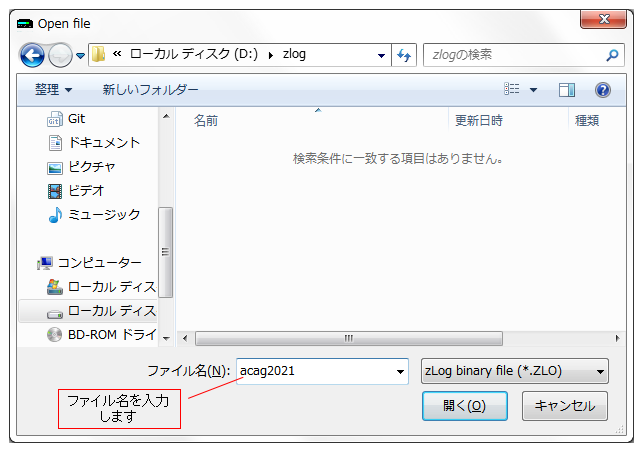 Open file
« ローカル ディスク (D:) ▸ zlog
zlogの検索
整理 ▼ 新しいフォルダー
名前 更新日時 種類
検索条件に一致する項目はありません。
Git
ドキュメント
ピクチャ
ビデオ
ミュージック
コンピューター
ローカル ディス
ローカル ディス
BD-ROM ドライ
ファイル名(N): acag2021
zLog binary file (*.ZLO)
ファイル名を入力
します
開く(O) キャンセル